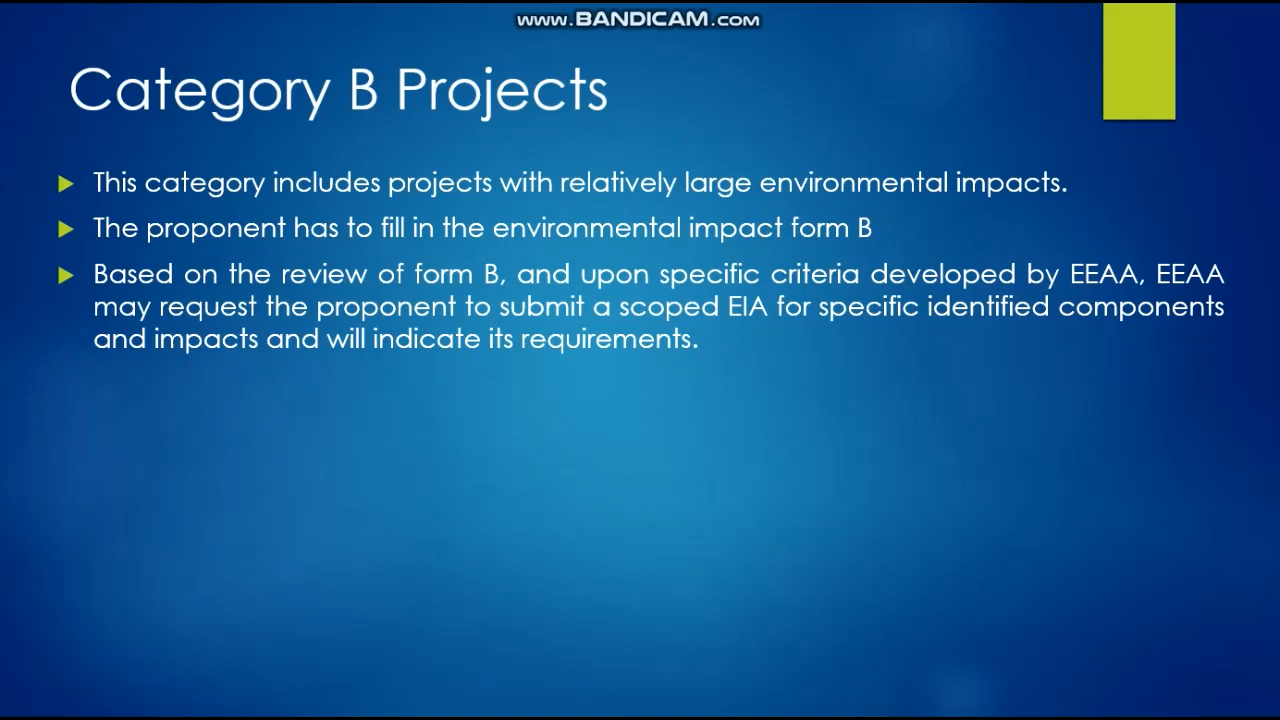 www.BANDICAM.com
Category B Projects
This category includes projects with relatively large environmental impacts.
The proponent has to fill in the environmental impact form B
Based on the review of form B, and upon specific criteria developed by EEAA, EEAA
may request the proponent to submit a scoped EIA for specific identified components
and impacts and will indicate its requirements.